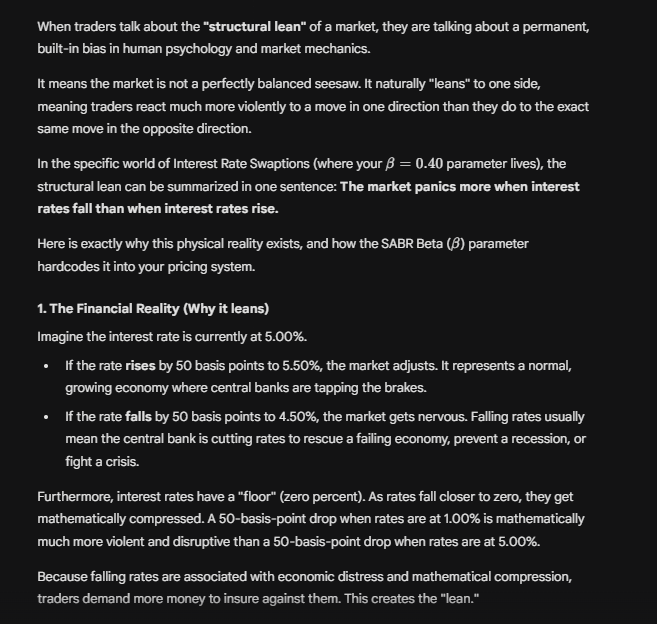 When traders talk about the "structural lean" of a market, they are talking about a permanent,
built-in bias in human psychology and market mechanics.
It means the market is not a perfectly balanced seesaw. It naturally "leans" to one side,
meaning traders react much more violently to a move in one direction than they do to the exact
same move in the opposite direction.
In the specific world of Interest Rate Swaptions (where your β = 0.40 parameter lives), the
structural lean can be summarized in one sentence: The market panics more when interest
rates fall than when interest rates rise.
Here is exactly why this physical reality exists, and how the SABR Beta (β) parameter
hardcodes it into your pricing system.
1. The Financial Reality (Why it leans)
Imagine the interest rate is currently at 5.00%.
• If the rate rises by 50 basis points to 5.50%, the market adjusts. It represents a normal,
growing economy where central banks are tapping the brakes.
• If the rate falls by 50 basis points to 4.50%, the market gets nervous. Falling rates usually
mean the central bank is cutting rates to rescue a failing economy, prevent a recession, or
fight a crisis.
Furthermore, interest rates have a "floor" (zero percent). As rates fall closer to zero, they get
mathematically compressed. A 50-basis-point drop when rates are at 1.00% is mathematically
much more violent and disruptive than a 50-basis-point drop when rates are at 5.00%.
Because falling rates are associated with economic distress and mathematical compression,
traders demand more money to insure against them. This creates the "lean."